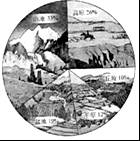 山地 33%
高原 26%
丘陵 10%
平原 12%
盆地 19%